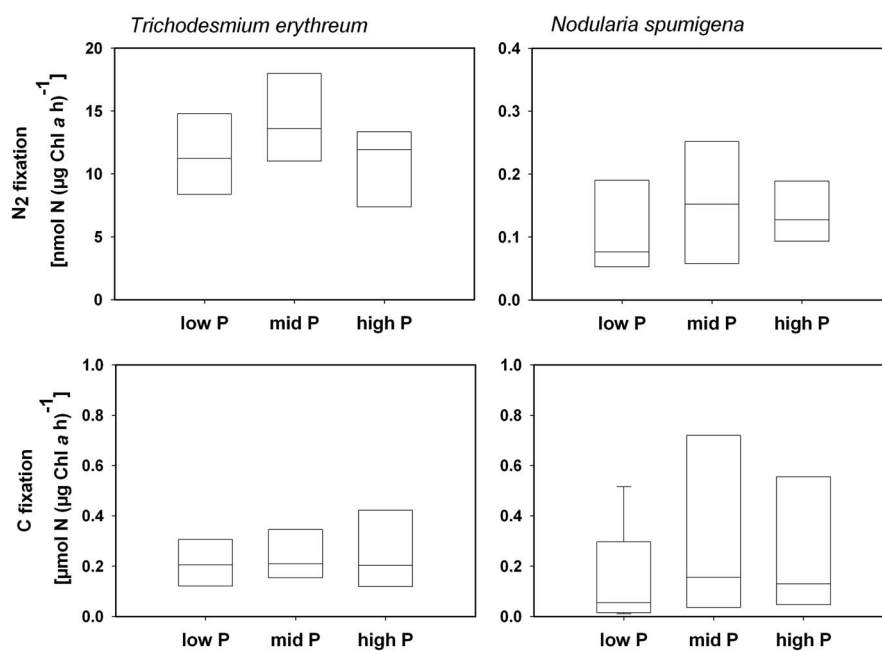 Trichodesmium erythreum
Nodularia spumigena
N₂ fixation
[nmol N (µg Chl a h)⁻¹
20
15
10
5
0
low P mid P high P
0.4
0.3
0.2
0.1
0.0
low P mid P high P
C fixation
[µmol N (µg Chl a h)⁻¹]
1.0
0.8
0.6
0.4
0.2
0.0
low P mid P high P
1.0
0.8
0.6
0.4
0.2
0.0
low P mid P high P